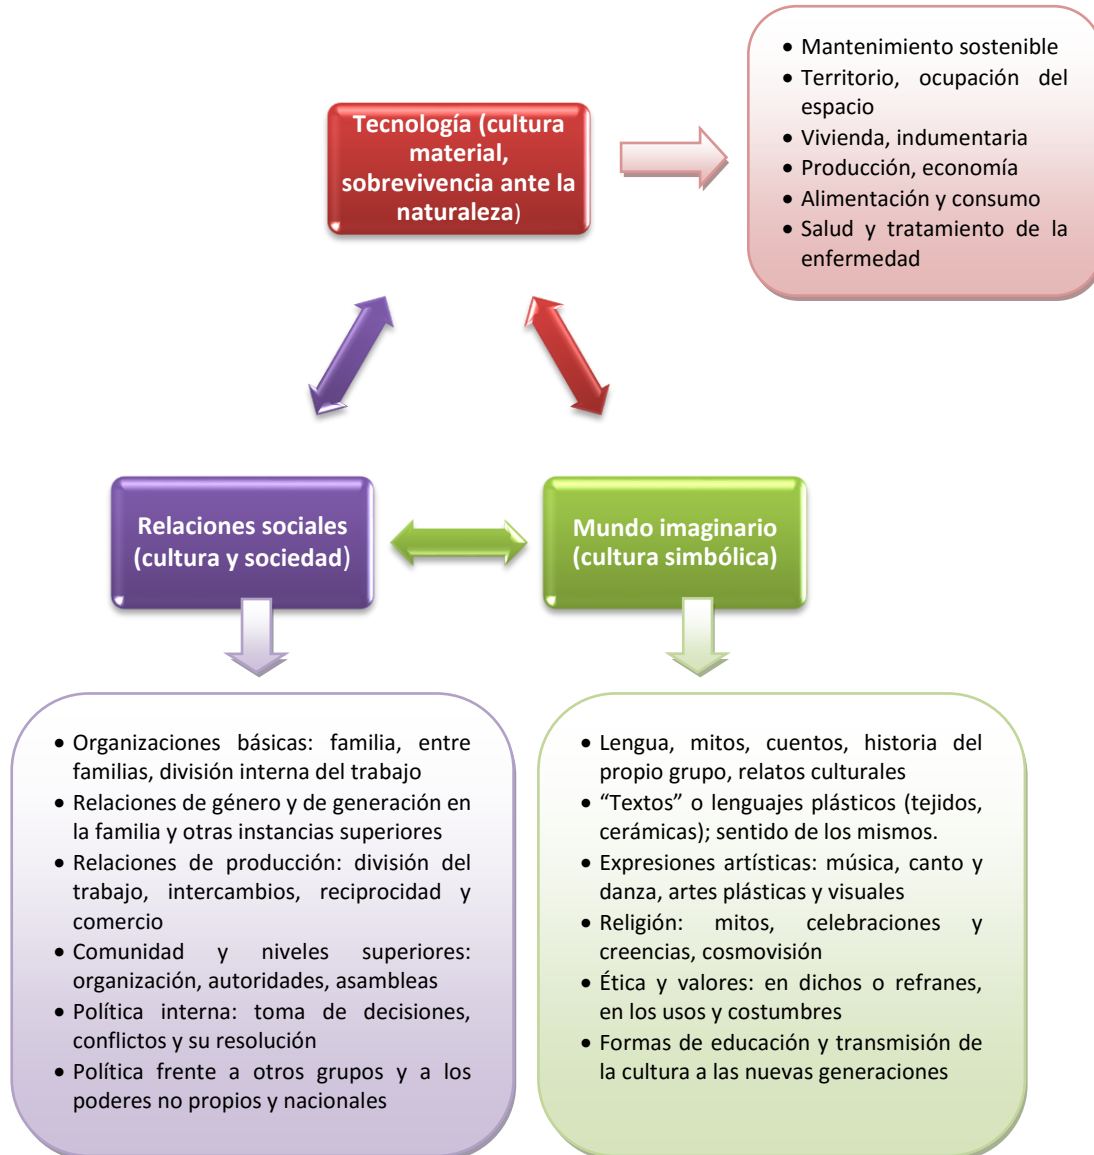 Tecnología (cultura
material,
sobrevivencia ante la
naturaleza)
• Mantenimiento sostenible
• Territorio, ocupación del
espacio
• Vivienda, indumentaria
• Producción, economía
• Alimentación y consumo
• Salud y tratamiento de la
enfermedad
Relaciones sociales
(cultura y sociedad)
Mundo imaginario
(cultura simbólica)
• Organizaciones básicas: familia, entre
familias, división interna del trabajo
• Relaciones de género y de generación en
la familia y otras instancias superiores
• Relaciones de producción: división del
trabajo, intercambios, reciprocidad y
comercio
• Comunidad y niveles superiores:
organización, autoridades, asambleas
• Política interna: toma de decisiones,
conflictos y su resolución
• Política frente a otros grupos y a los
poderes no propios y nacionales
• Lengua, mitos, cuentos, historia del
propio grupo, relatos culturales
• “Textos” o lenguajes plásticos (tejidos,
cerámicas); sentido de los mismos.
• Expresiones artísticas: música, canto y
danza, artes plásticas y visuales
• Religión: mitos, celebraciones y
creencias, cosmovisión
• Ética y valores: en dichos o refranes,
en los usos y costumbres
• Formas de educación y transmisión de
la cultura a las nuevas generaciones